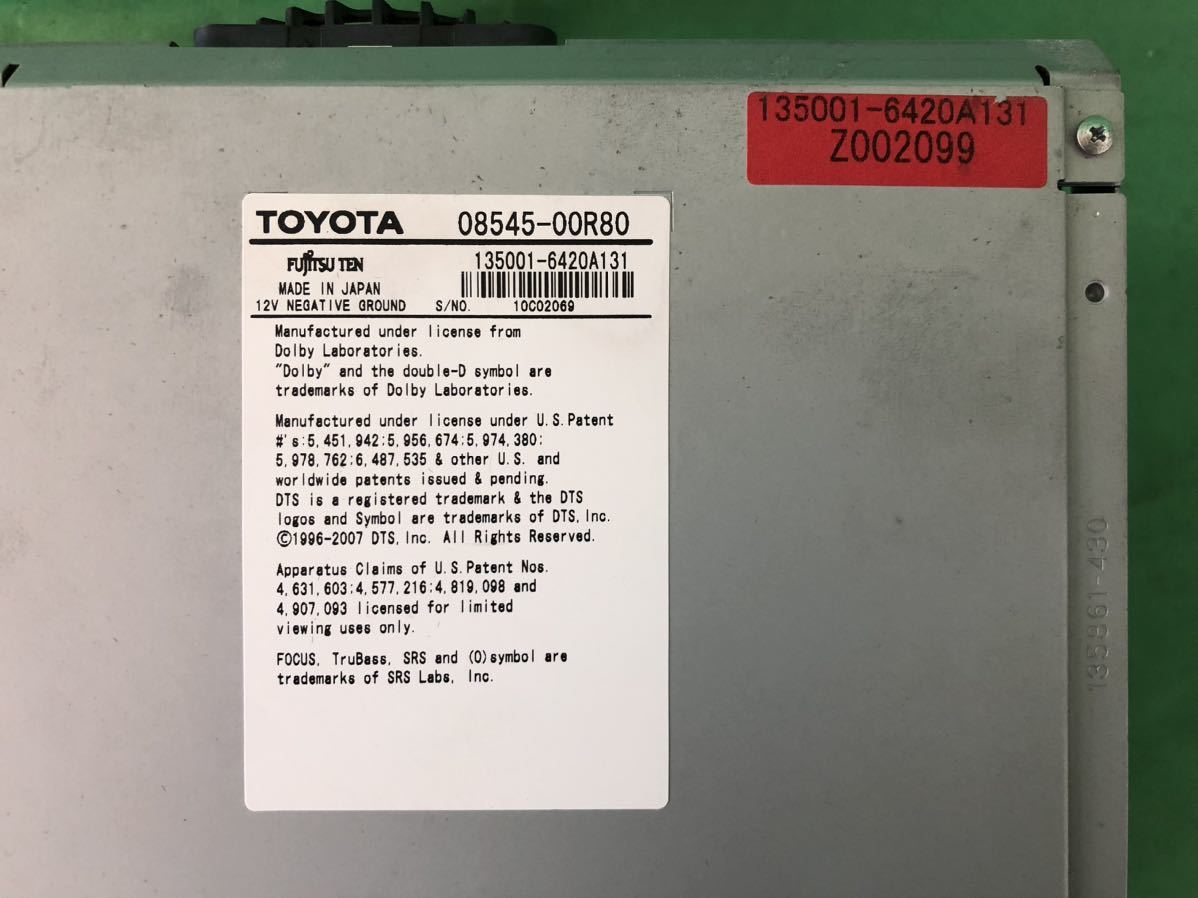 135001-6420A131
Z002099
TOYOTA 08545-00R80
FUJITSU TEN 135001-6420A131
MADE IN JAPAN
12V NEGATIVE GROUND S/NO. 10C02069
Manufactured under license from
Dolby Laboratories.
"Dolby" and the double-D symbol are
trademarks of Dolby Laboratories.
Manufactured under license under U.S.Patent
#'s:5,451,942;5,956,674;5,974,380;
5,978,762;6,487,535 & other U.S. and
worldwide patents issued & pending.
DTS is a registered trademark & the DTS
logos and Symbol are trademarks of DTS,Inc.
©1996-2007 DTS,Inc. All Rights Reserved.
Apparatus Claims of U.S.Patent Nos.
4,631,603;4,577,216;4,819,098 and
4,907,093 licensed for limited
viewing uses only.
FOCUS, TruBass, SRS and (O)symbol are
trademarks of SRS Labs, Inc.
135861-430